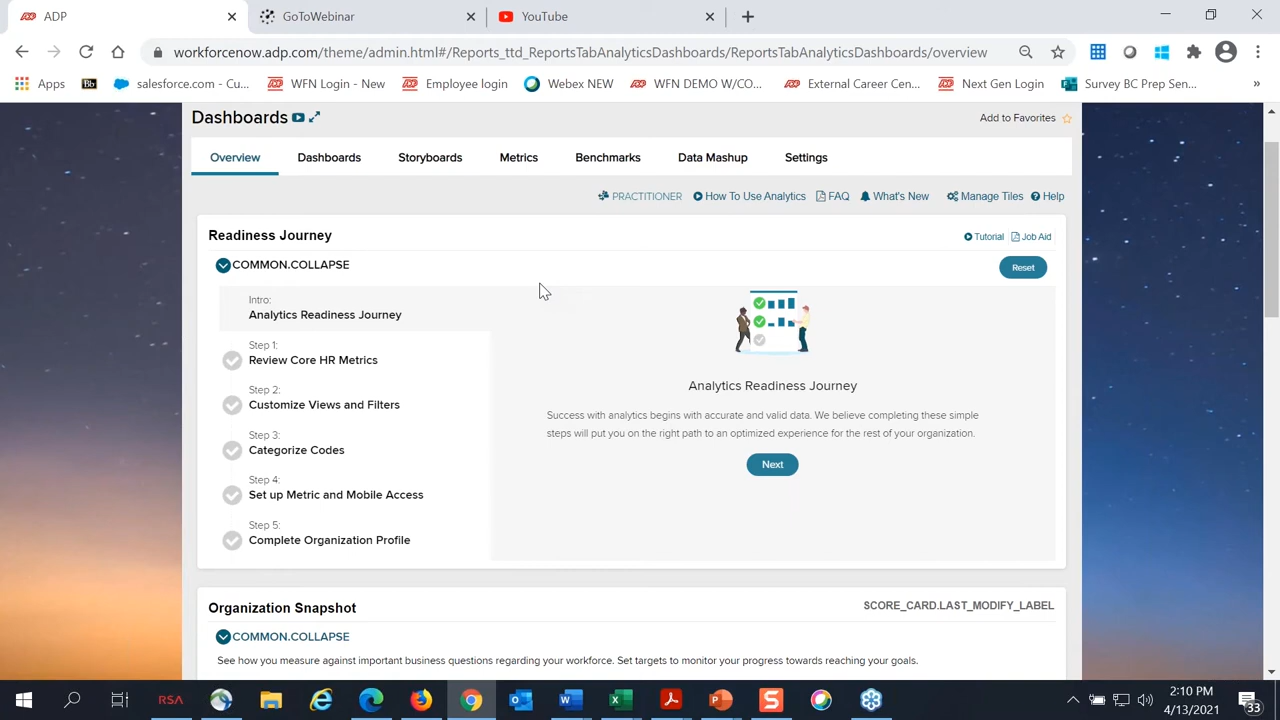 ADP
GoToWebinar
YouTube
workforcenow.adp.com/theme/admin.html#/Reports_ttd_ReportsTabAnalyticsDashboards/ReportsTabAnalyticsDashboards/overview
Apps
Bb
salesforce.com - Cu...
WFN Login - New
Employee login
Webex NEW
WFN DEMO W/CO...
External Career Cen...
Next Gen Login
Survey BC Prep Sen...
»
Dashboards
Add to Favorites
Overview
Dashboards
Storyboards
Metrics
Benchmarks
Data Mashup
Settings
PRACTITIONER
How To Use Analytics
FAQ
What's New
Manage Tiles
Help
Readiness Journey
Tutorial
Job Aid
COMMON.COLLAPSE
Reset
Intro:
Analytics Readiness Journey
Step 1:
Review Core HR Metrics
Step 2:
Customize Views and Filters
Step 3:
Categorize Codes
Step 4:
Set up Metric and Mobile Access
Step 5:
Complete Organization Profile
Analytics Readiness Journey
Success with analytics begins with accurate and valid data. We believe completing these simple
steps will put you on the right path to an optimized experience for the rest of your organization.
Next
Organization Snapshot
SCORE_CARD.LAST_MODIFY_LABEL
COMMON.COLLAPSE
See how you measure against important business questions regarding your workforce. Set targets to monitor your progress towards reaching your goals.
RSA
2:10 PM
4/13/2021
33